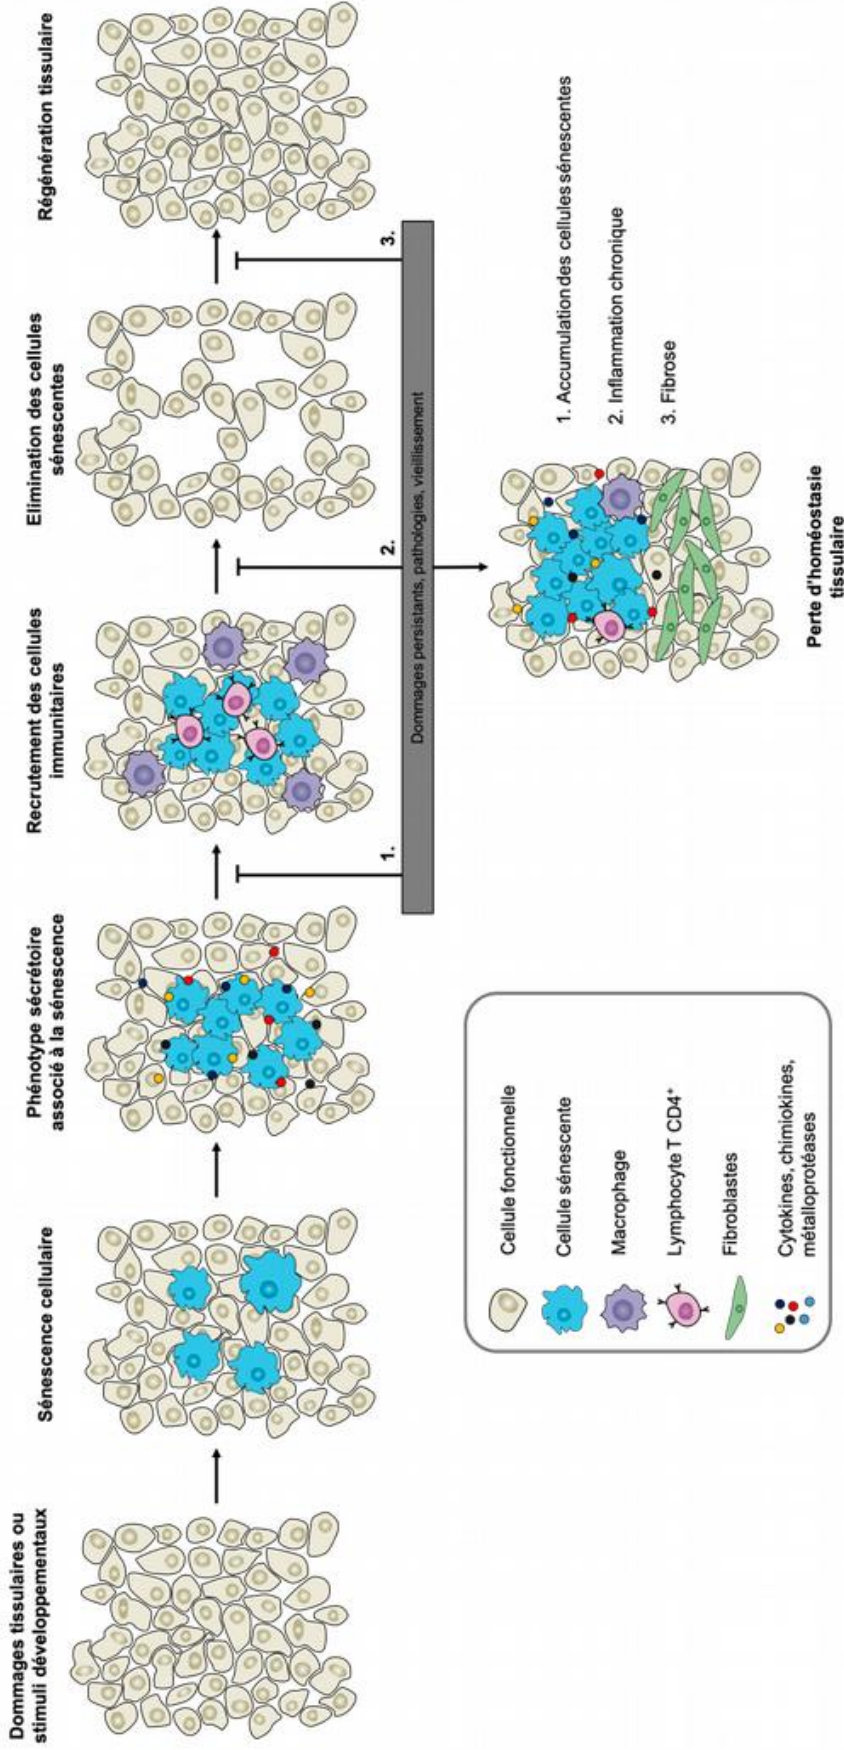 Dommages tissulaires ou
stimuli développementaux
Sénescence cellulaire
Phénotype sécrétoire
associé à la sénescence
Recrutement des cellules
immunitaires
Elimination des cellules
sénescentes
Régénération tissulaire
1.
2.
3.
Dommages persistants, pathologies, vieillissement
Cellule fonctionnelle
Cellule sénescente
Macrophage
Lymphocyte T CD4+
Fibroblastes
Cytokines, chimiokines,
métalloprotéases
1. Accumulation des cellules sénescentes
2. Inflammation chronique
3. Fibrose
Perte d'homéostasie
tissulaire